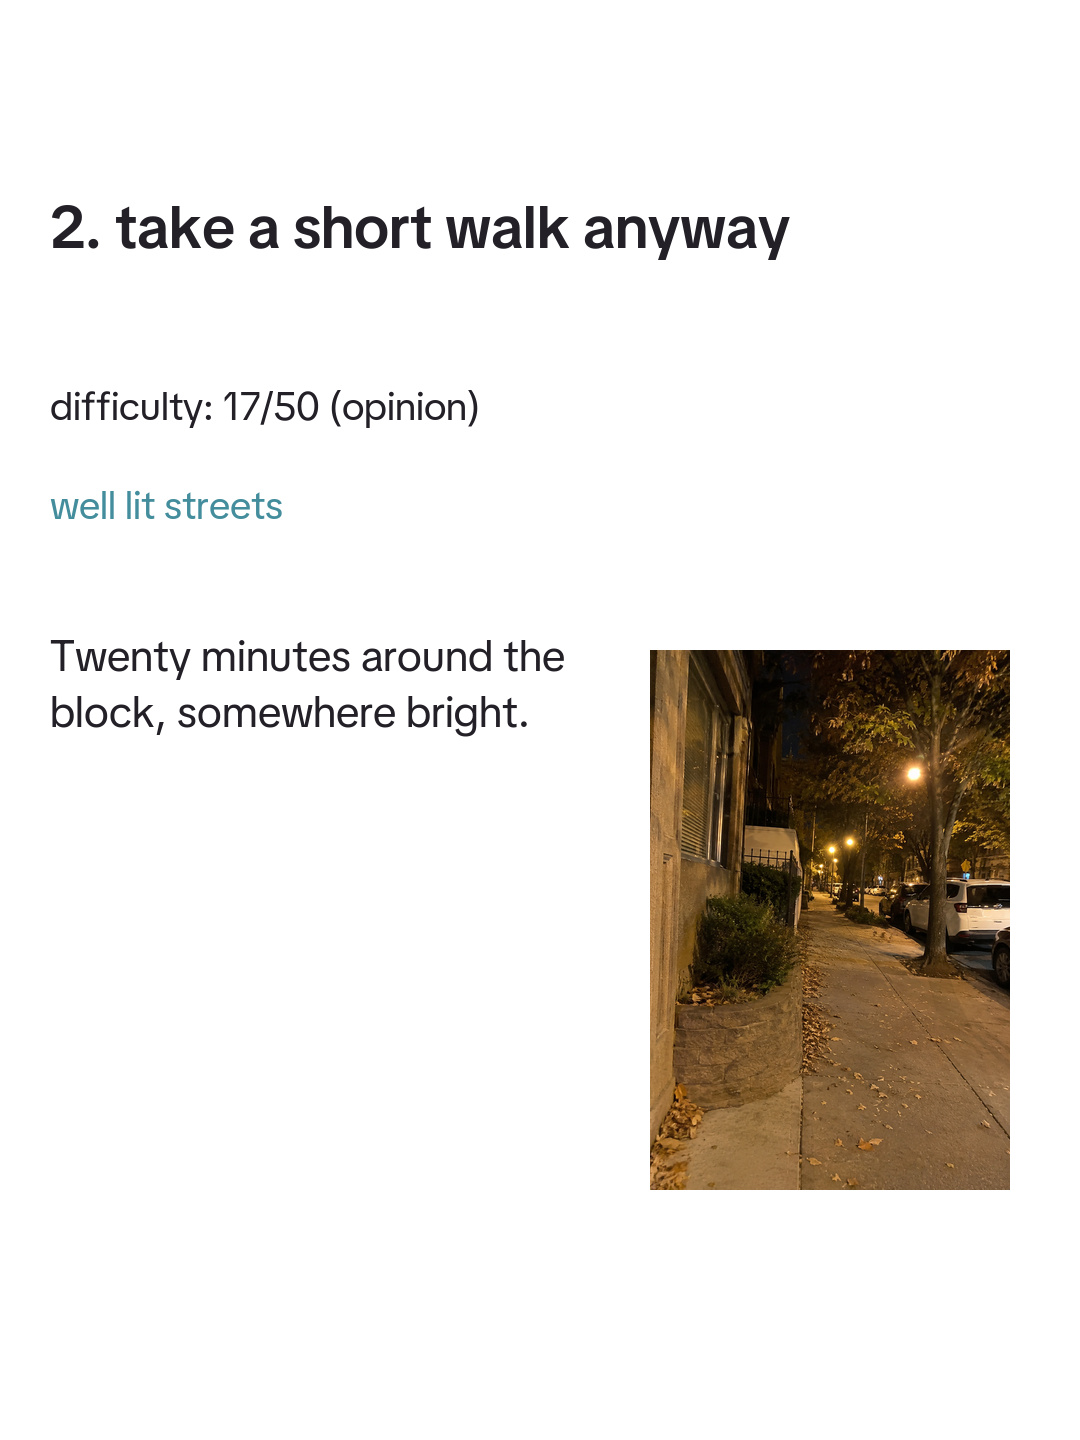 2. take a short walk anyway
difficulty: 17/50 (opinion)
well lit streets
Twenty minutes around the
block, somewhere bright.